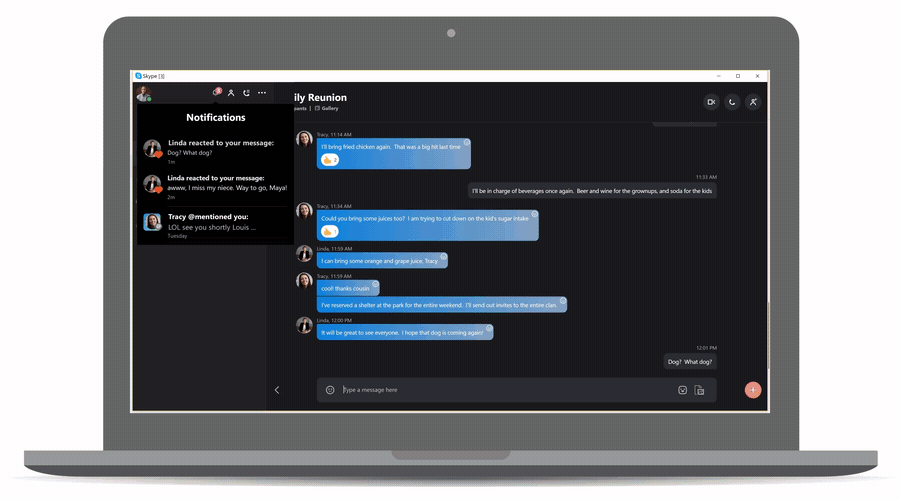 Skype [3]
Notifications
Linda reacted to your message:
Dog? What dog?
1m
Linda reacted to your message:
awww, I miss my niece. Way to go, Maya!
2m
Tracy @mentioned you:
LOL see you shortly Louis ...
Tuesday
ily Reunion
pants | Gallery
Tracy, 11:14 AM
I'll bring fried chicken again. That was a big hit last time
2
11:33 AM
I'll be in charge of beverages once again. Beer and wine for the grownups, and soda for the kids
Tracy, 11:34 AM
Could you bring some juices too? I am trying to cut down on the kid's sugar intake
1
Linda, 11:59 AM
I can bring some orange and grape juice, Tracy
Tracy, 11:59 AM
cool! thanks cousin
I've reserved a shelter at the park for the entire weekend. I'll send out invites to the entire clan.
Linda, 12:00 PM
It will be great to see everyone. I hope that dog is coming again!
12:01 PM
Dog? What dog?
Type a message here